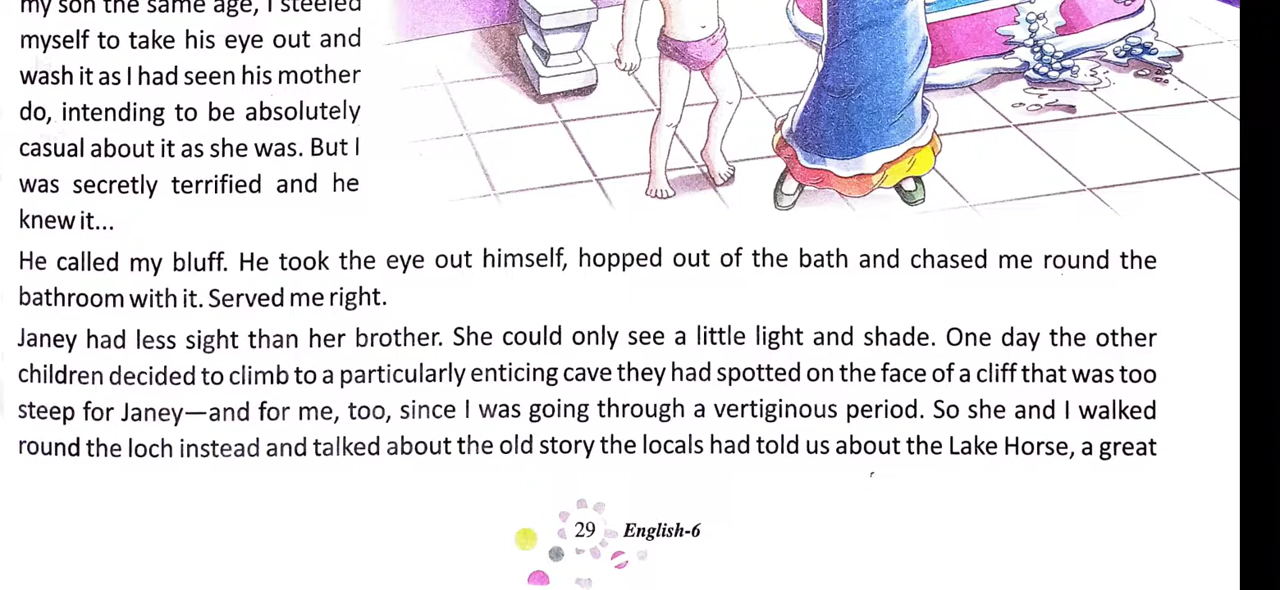 my son the same age, I steeled
myself to take his eye out and
wash it as I had seen his mother
do, intending to be absolutely
casual about it as she was. But I
was secretly terrified and he
knew it...
He called my bluff. He took the eye out himself, hopped out of the bath and chased me round the
bathroom with it. Served me right.
Janey had less sight than her brother. She could only see a little light and shade. One day the other
children decided to climb to a particularly enticing cave they had spotted on the face of a cliff that was too
steep for Janey—and for me, too, since I was going through a vertiginous period. So she and I walked
round the loch instead and talked about the old story the locals had told us about the Lake Horse, a great
29 English-6